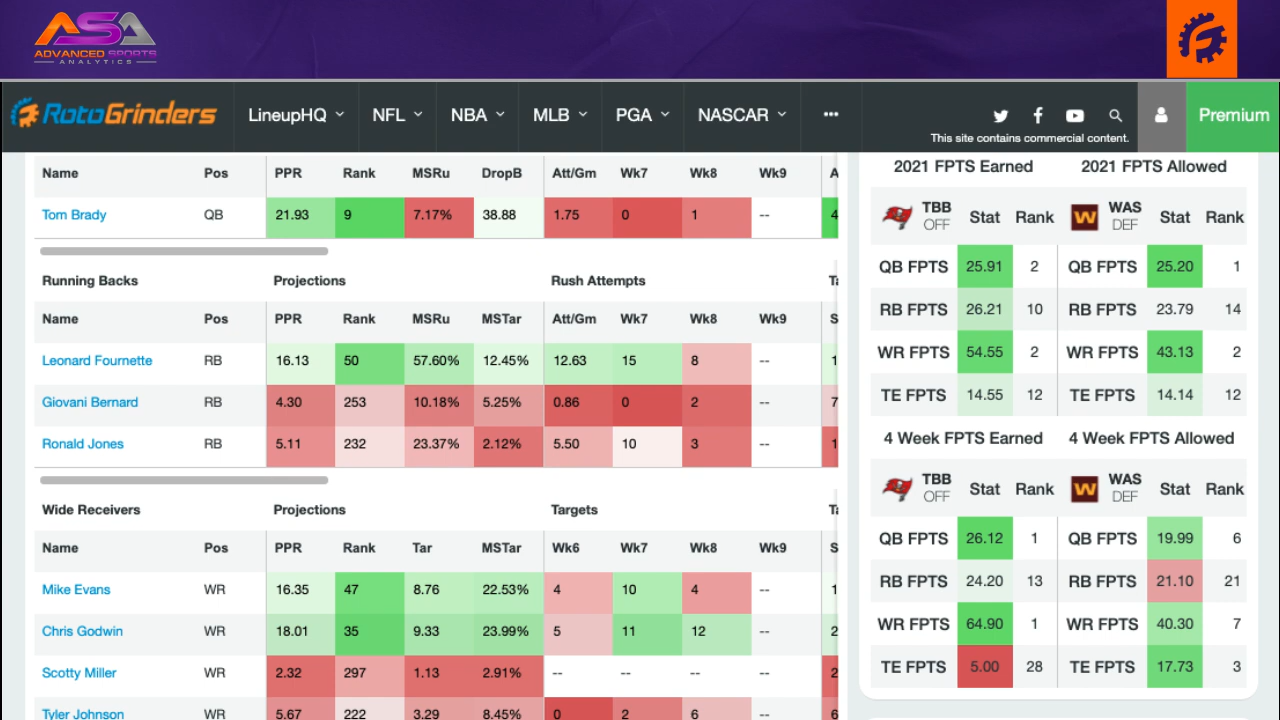 ASA
ADVANCED SPORTS
ANALYTICS
RotoGrinders LineupHQ NFL NBA MLB PGA NASCAR ••• Premium
This site contains commercial content.
Name Pos PPR Rank MSRu DropB Att/Gm Wk7 Wk8 Wk9 A
Tom Brady QB 21.93 9 7.17% 38.88 1.75 0 1 -- 4
Running Backs Projections Rush Attempts Ta
Name Pos PPR Rank MSRu MSTar Att/Gm Wk7 Wk8 Wk9 S
Leonard Fournette RB 16.13 50 57.60% 12.45% 12.63 15 8 -- 1
Giovani Bernard RB 4.30 253 10.18% 5.25% 0.86 0 2 -- 7
Ronald Jones RB 5.11 232 23.37% 2.12% 5.50 10 3 -- 1
Wide Receivers Projections Targets Ta
Name Pos PPR Rank Tar MSTar Wk6 Wk7 Wk8 Wk9 S
Mike Evans WR 16.35 47 8.76 22.53% 4 10 4 -- 1
Chris Godwin WR 18.01 35 9.33 23.99% 5 11 12 -- 2
Scotty Miller WR 2.32 297 1.13 2.91% -- -- -- -- 2
Tyler Johnson WR 5.67 222 3.29 8.45% 0 2 6 -- 6
2021 FPTS Earned 2021 FPTS Allowed
TBB OFF Stat Rank W WAS DEF Stat Rank
QB FPTS 25.91 2 QB FPTS 25.20 1
RB FPTS 26.21 10 RB FPTS 23.79 14
WR FPTS 54.55 2 WR FPTS 43.13 2
TE FPTS 14.55 12 TE FPTS 14.14 12
4 Week FPTS Earned 4 Week FPTS Allowed
TBB OFF Stat Rank W WAS DEF Stat Rank
QB FPTS 26.12 1 QB FPTS 19.99 6
RB FPTS 24.20 13 RB FPTS 21.10 21
WR FPTS 64.90 1 WR FPTS 40.30 7
TE FPTS 5.00 28 TE FPTS 17.73 3